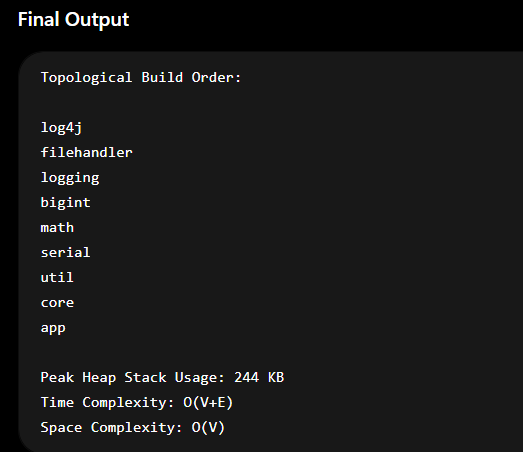 Final Output
Topological Build Order:
log4j
filehandler
logging
bigint
math
serial
util
core
app
Peak Heap Stack Usage: 244 KB
Time Complexity: O(V+E)
Space Complexity: O(V)